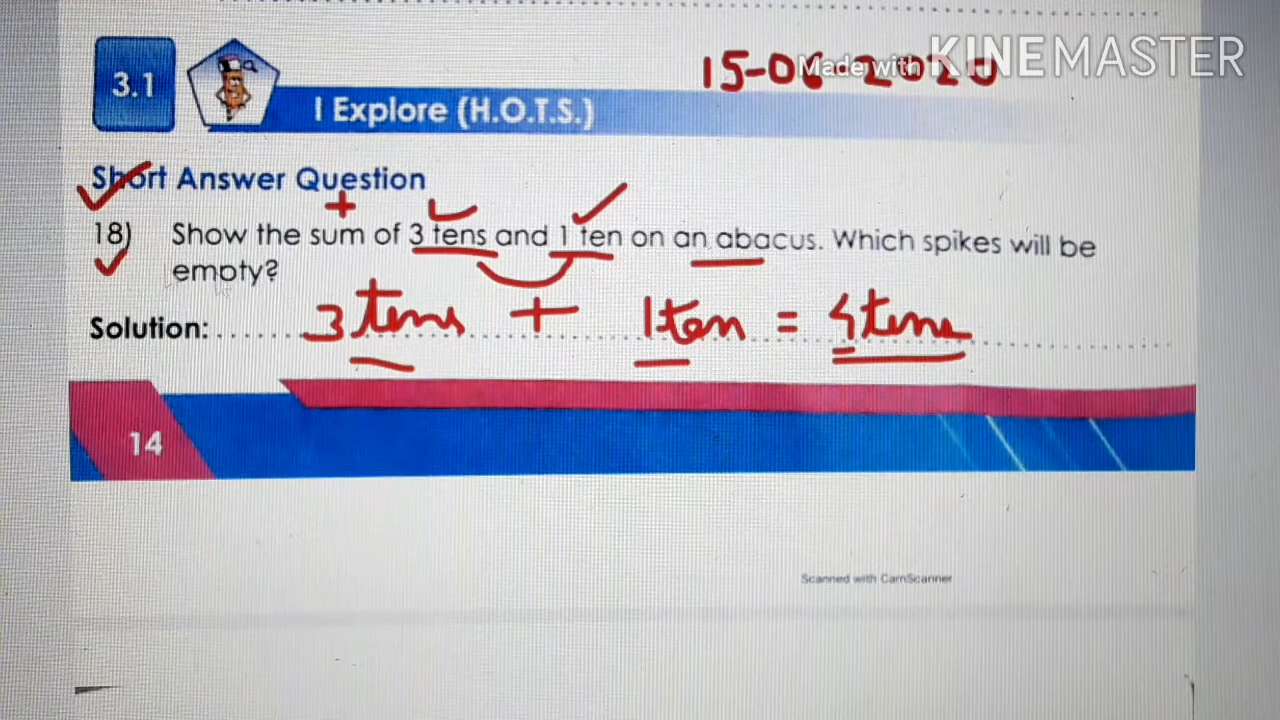 Made with KINEMASTER
15-06-2020
3.1
I Explore (H.O.T.S.)
Short Answer Question
+
18) Show the sum of 3 tens and 1 ten on an abacus. Which spikes will be
empty?
Solution: 3 tens + 1 ten = 4 tens
14
Scanned with CamScanner